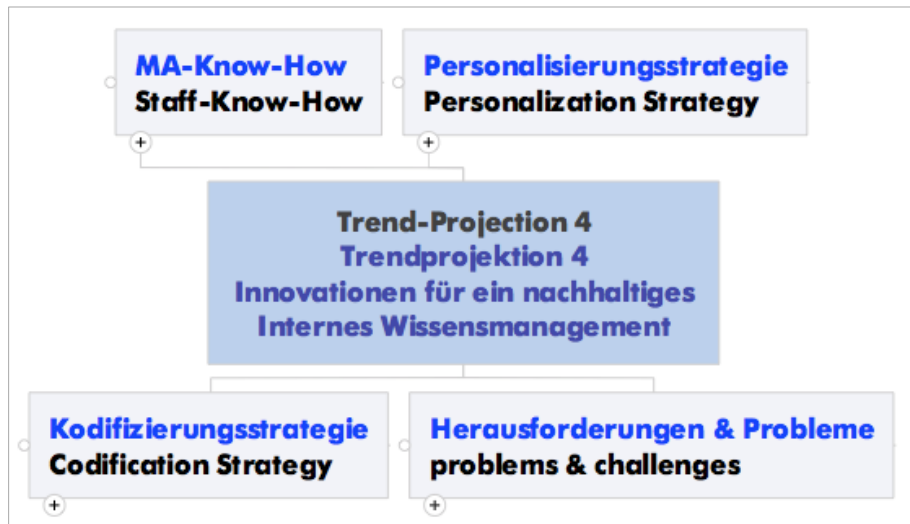 MA-Know-How
Staff-Know-How
Personalisierungsstrategie
Personalization Strategy
Trend-Projection 4
Trendprojektion 4
Innovationen für ein nachhaltiges
Internes Wissensmanagement
Kodifizierungsstrategie
Codification Strategy
Herausforderungen & Probleme
problems & challenges